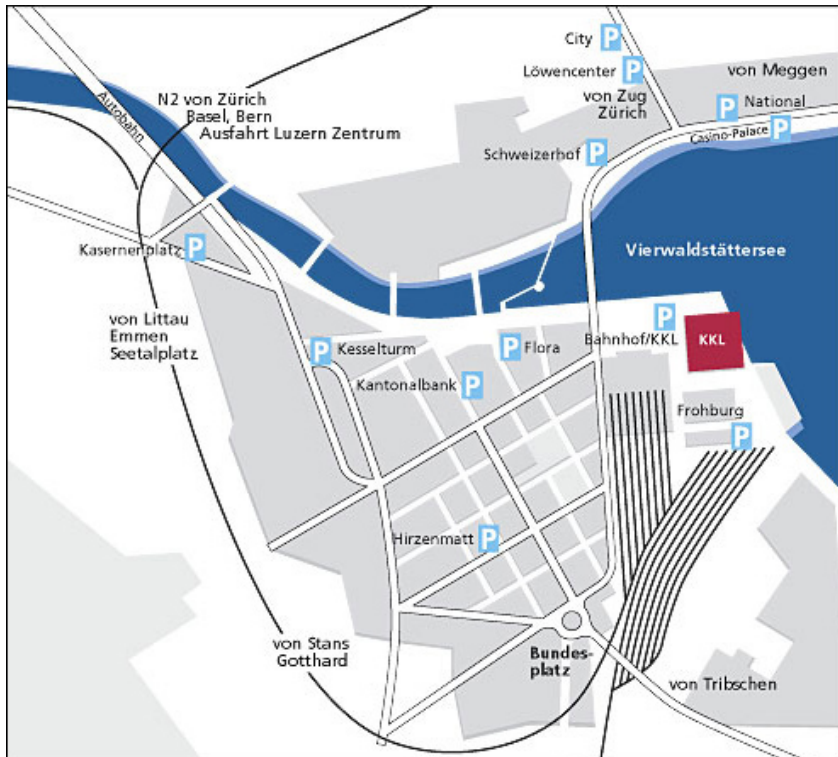 City P
Löwencenter P
von Zug
Zürich
von Meggen
P National
Casino-Palace P
Schweizerhof P
Autobahn
N2 von Zürich
Basel, Bern
Ausfahrt Luzern Zentrum
Kasernenplatz P
Vierwaldstättersee
von Littau
Emmen
Seetalplatz
P Kesselturm
P Flora
P
Bahnhof/KKL
KKL
Kantonalbank P
Frohburg
P
Hirzenmatt P
von Stans
Gotthard
Bundes-
platz
von Tribschen